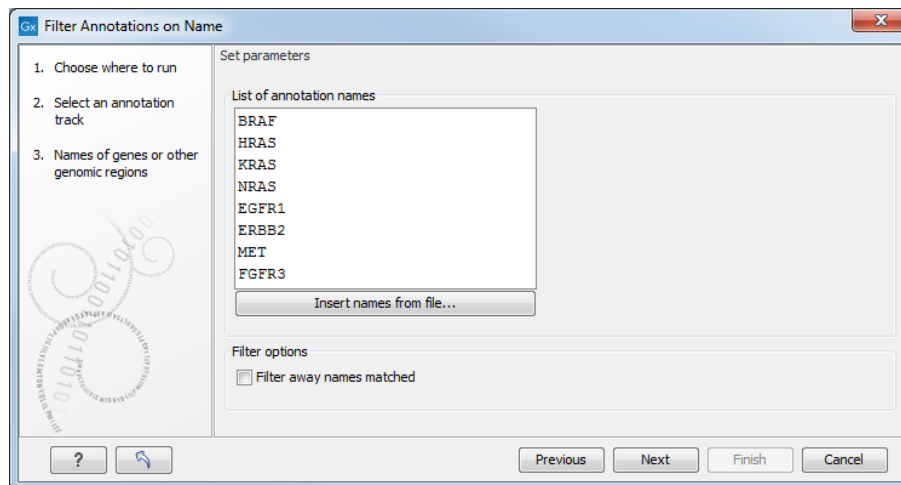 Gx Filter Annotations on Name
1. Choose where to run
2. Select an annotation
track
3. Names of genes or other
genomic regions
Set parameters
List of annotation names
BRAF
HRAS
KRAS
NRAS
EGFR1
ERBB2
MET
FGFR3
Insert names from file...
Filter options
Filter away names matched
?
Previous
Next
Finish
Cancel